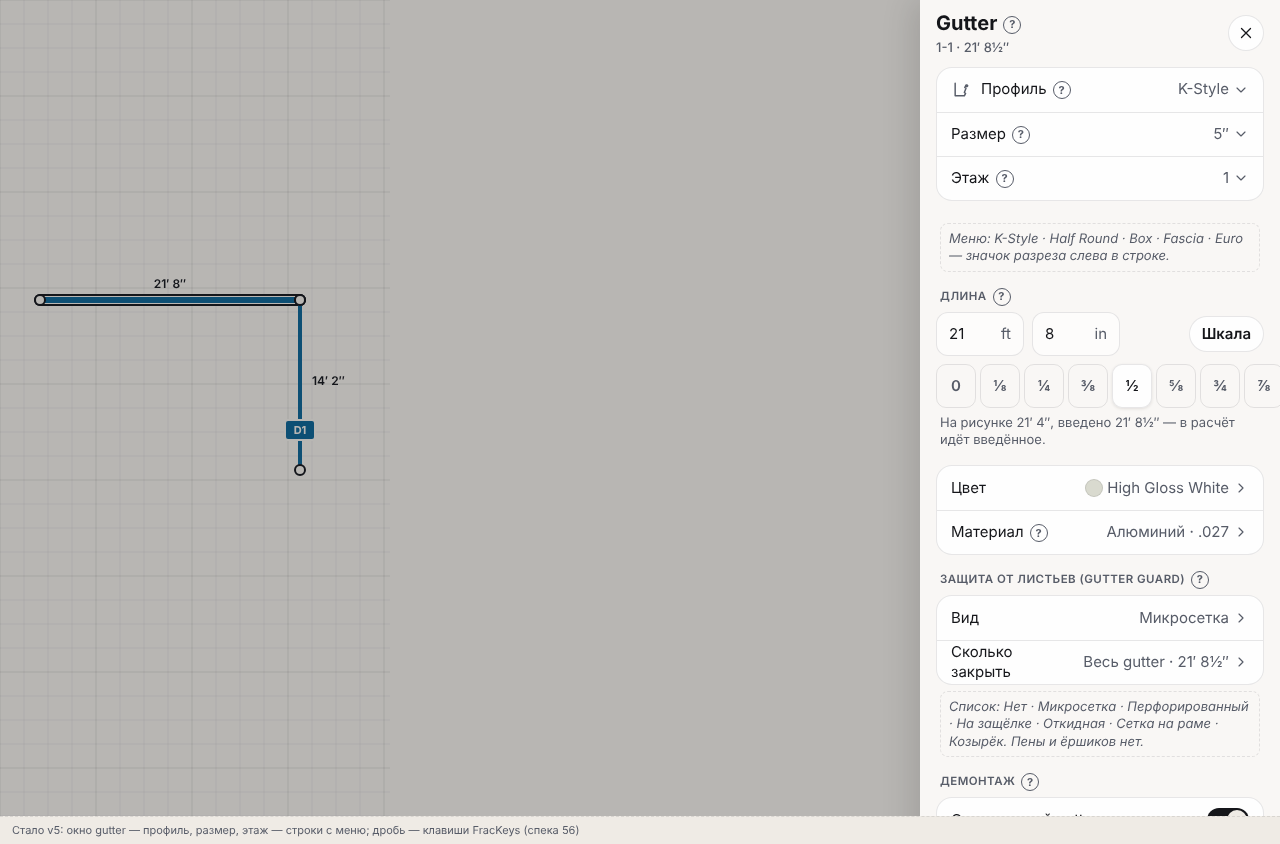 Gutter ?
1-1 · 21′ 8½″
Профиль ? K-Style
Размер ? 5″
Этаж ? 1
Меню: K-Style · Half Round · Box · Fascia · Euro
— значок разреза слева в строке.
21′ 8″
14′ 2″
D1
ДЛИНА ?
21 ft 8 in Шкала
0 ⅛ ¼ ⅜ ½ ⅝ ¾ ⅞
На рисунке 21′ 4″, введено 21′ 8½″ — в расчёт
идёт введённое.
Цвет High Gloss White
Материал ? Алюминий · .027
ЗАЩИТА ОТ ЛИСТЬЕВ (GUTTER GUARD) ?
Вид Микросетка
Сколько
закрыть Весь gutter · 21′ 8½″
Список: Нет · Микросетка · Перфорированный
· На защёлке · Откидная · Сетка на раме ·
Козырёк. Пены и ёршиков нет.
ДЕМОНТАЖ ?
Стало v5: окно gutter — профиль, размер, этаж — строки с меню; дробь — клавиши FracKeys (спека 56)